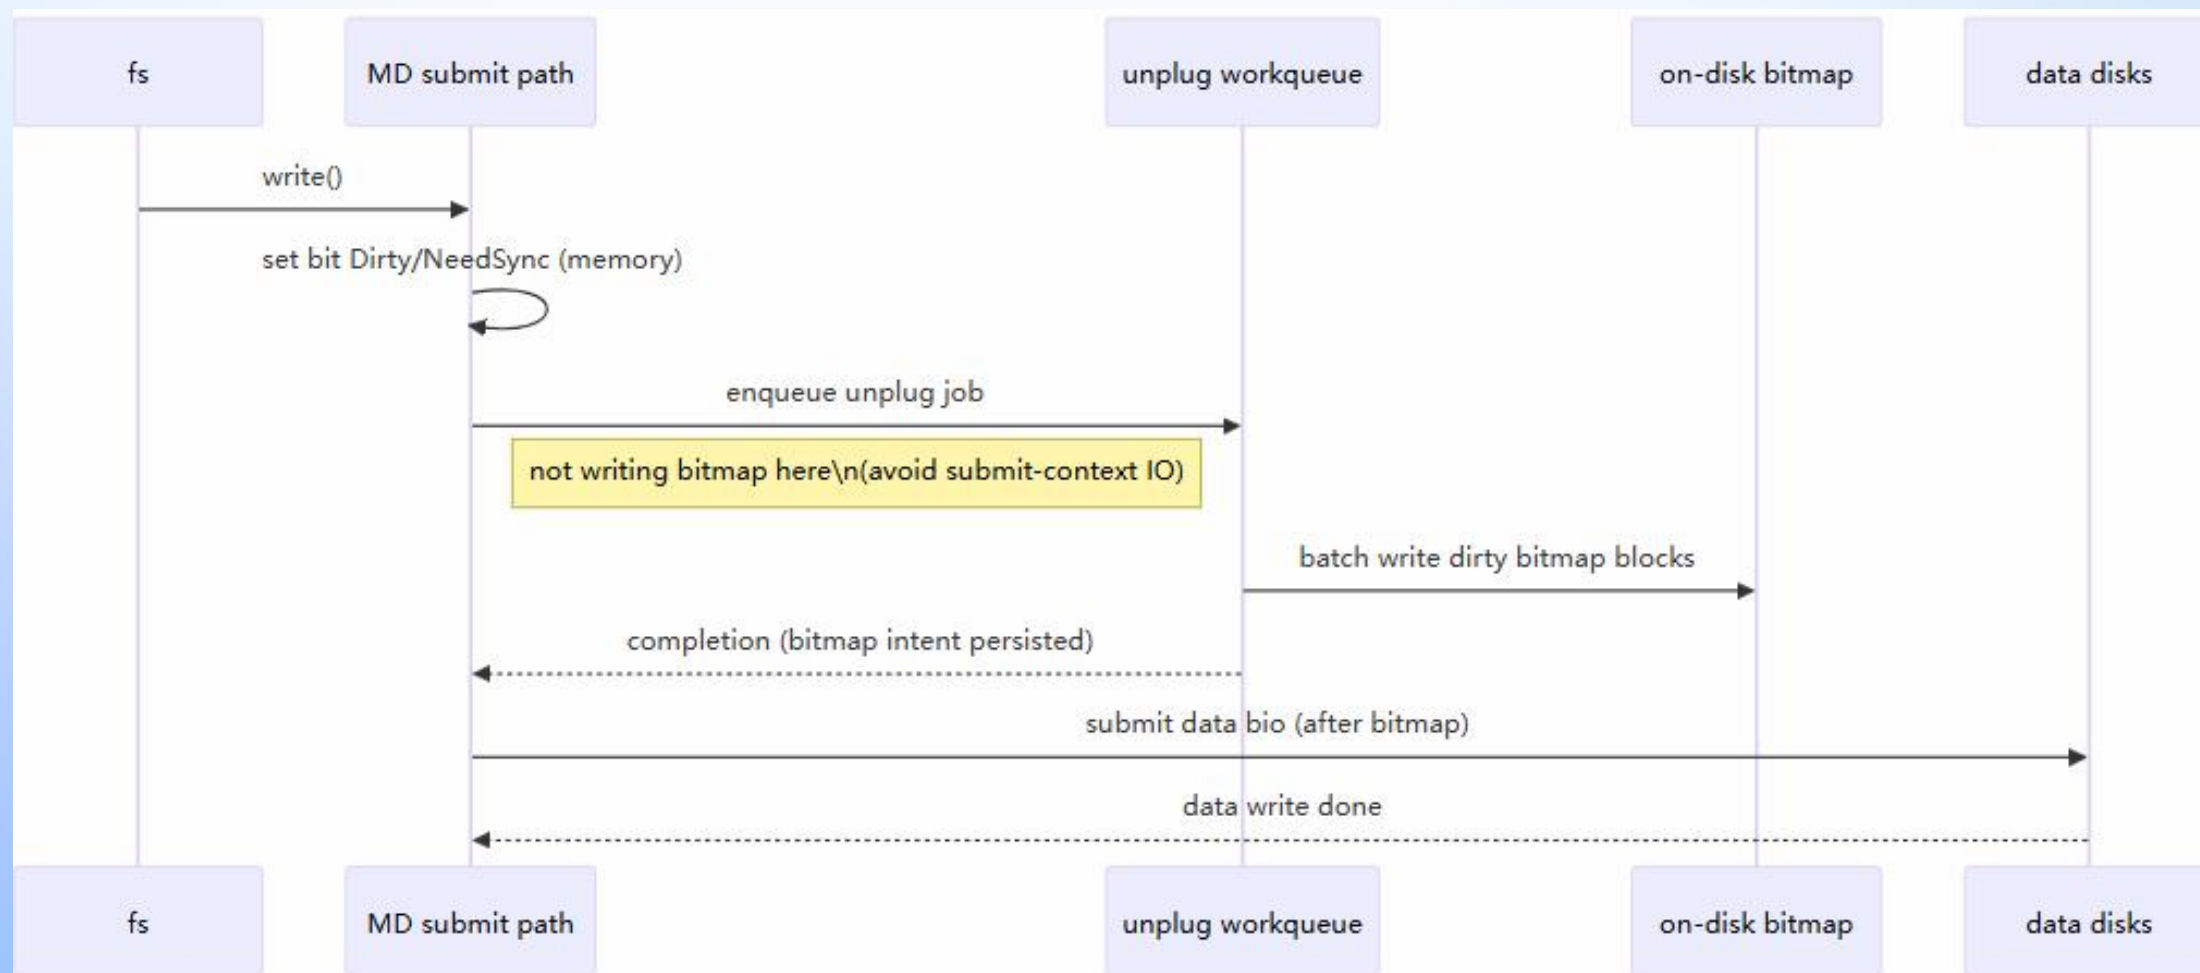 fs
MD submit path
unplug workqueue
on-disk bitmap
data disks
write()
set bit Dirty/NeedSync (memory)
enqueue unplug job
not writing bitmap here\n(avoid submit-context IO)
batch write dirty bitmap blocks
completion (bitmap intent persisted)
submit data bio (after bitmap)
data write done
fs
MD submit path
unplug workqueue
on-disk bitmap
data disks